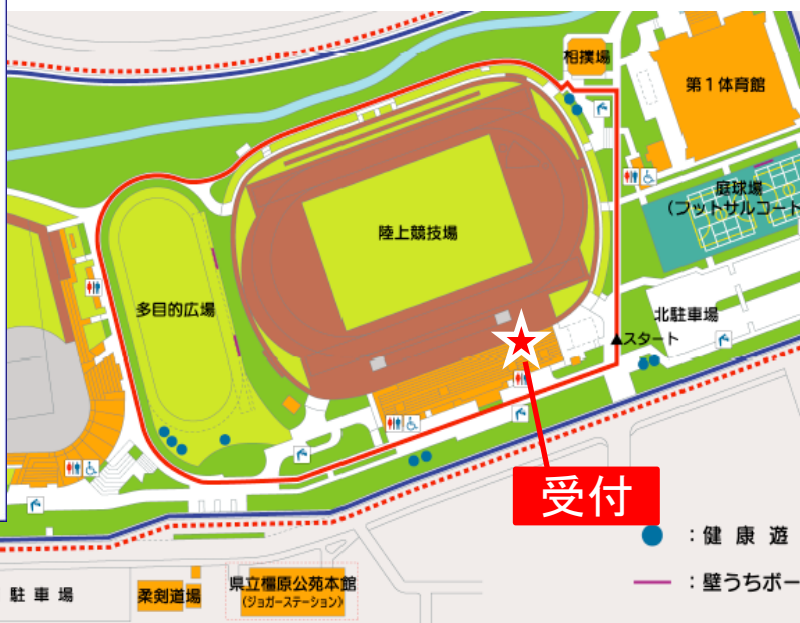 相撲場
第１体育館
庭球場
（フットサルコート
陸上競技場
多目的広場
北駐車場
▲スタート
受付
：健 康 遊
：壁うちボー
駐 車 場
柔剣道場
県立橿原公苑本館
（ジョガーステーション）